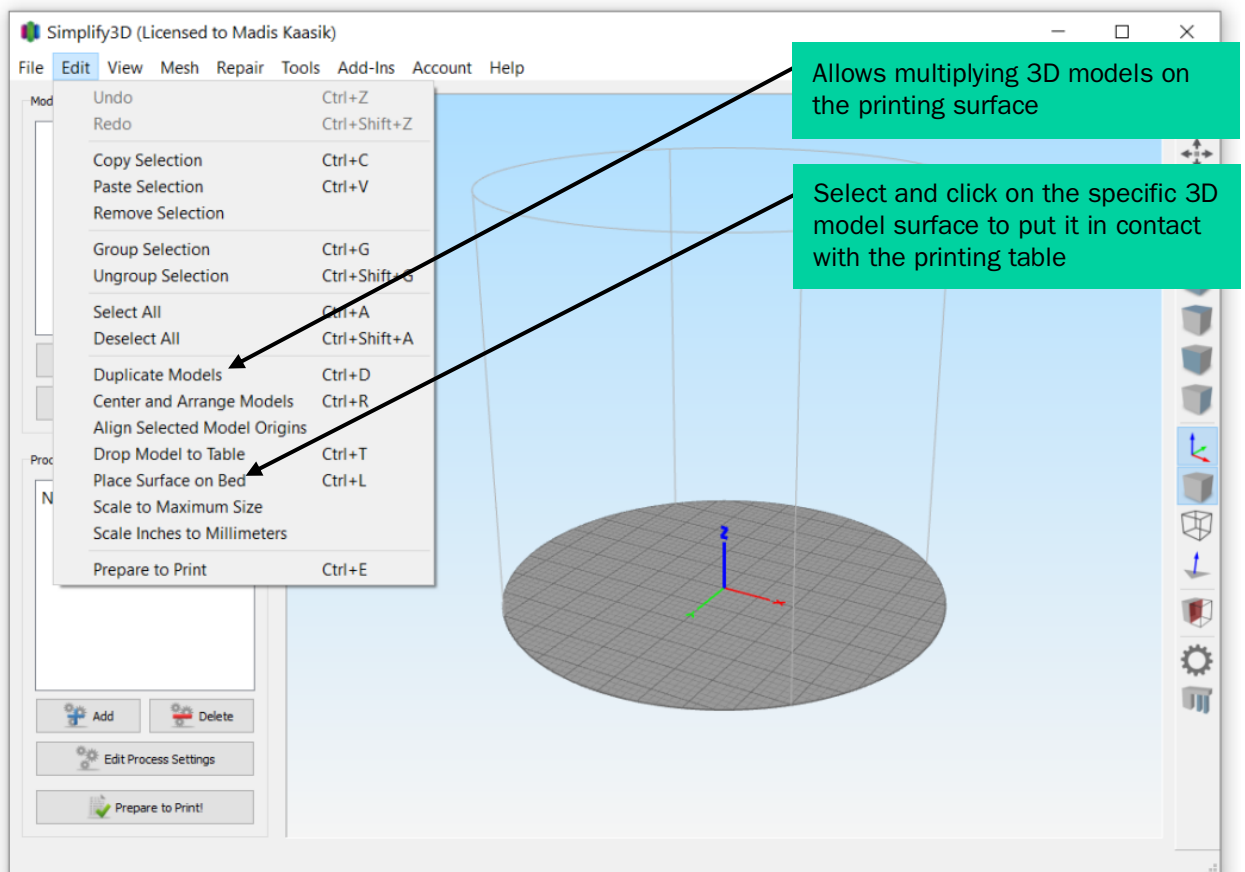 Simplify3D (Licensed to Madis Kaasik)
File Edit View Mesh Repair Tools Add-Ins Account Help
Allows multiplying 3D models on
the printing surface
Select and click on the specific 3D
model surface to put it in contact
with the printing table
Mod
Undo Ctrl+Z
Redo Ctrl+Shift+Z
Copy Selection Ctrl+C
Paste Selection Ctrl+V
Remove Selection
Group Selection Ctrl+G
Ungroup Selection Ctrl+Shift+G
Select All Ctrl+A
Deselect All Ctrl+Shift+A
Duplicate Models Ctrl+D
Center and Arrange Models Ctrl+R
Align Selected Model Origins
Drop Model to Table Ctrl+T
Place Surface on Bed Ctrl+L
Scale to Maximum Size
Scale Inches to Millimeters
Prepare to Print Ctrl+E
Proc
N
Z
Add Delete
Edit Process Settings
Prepare to Print!